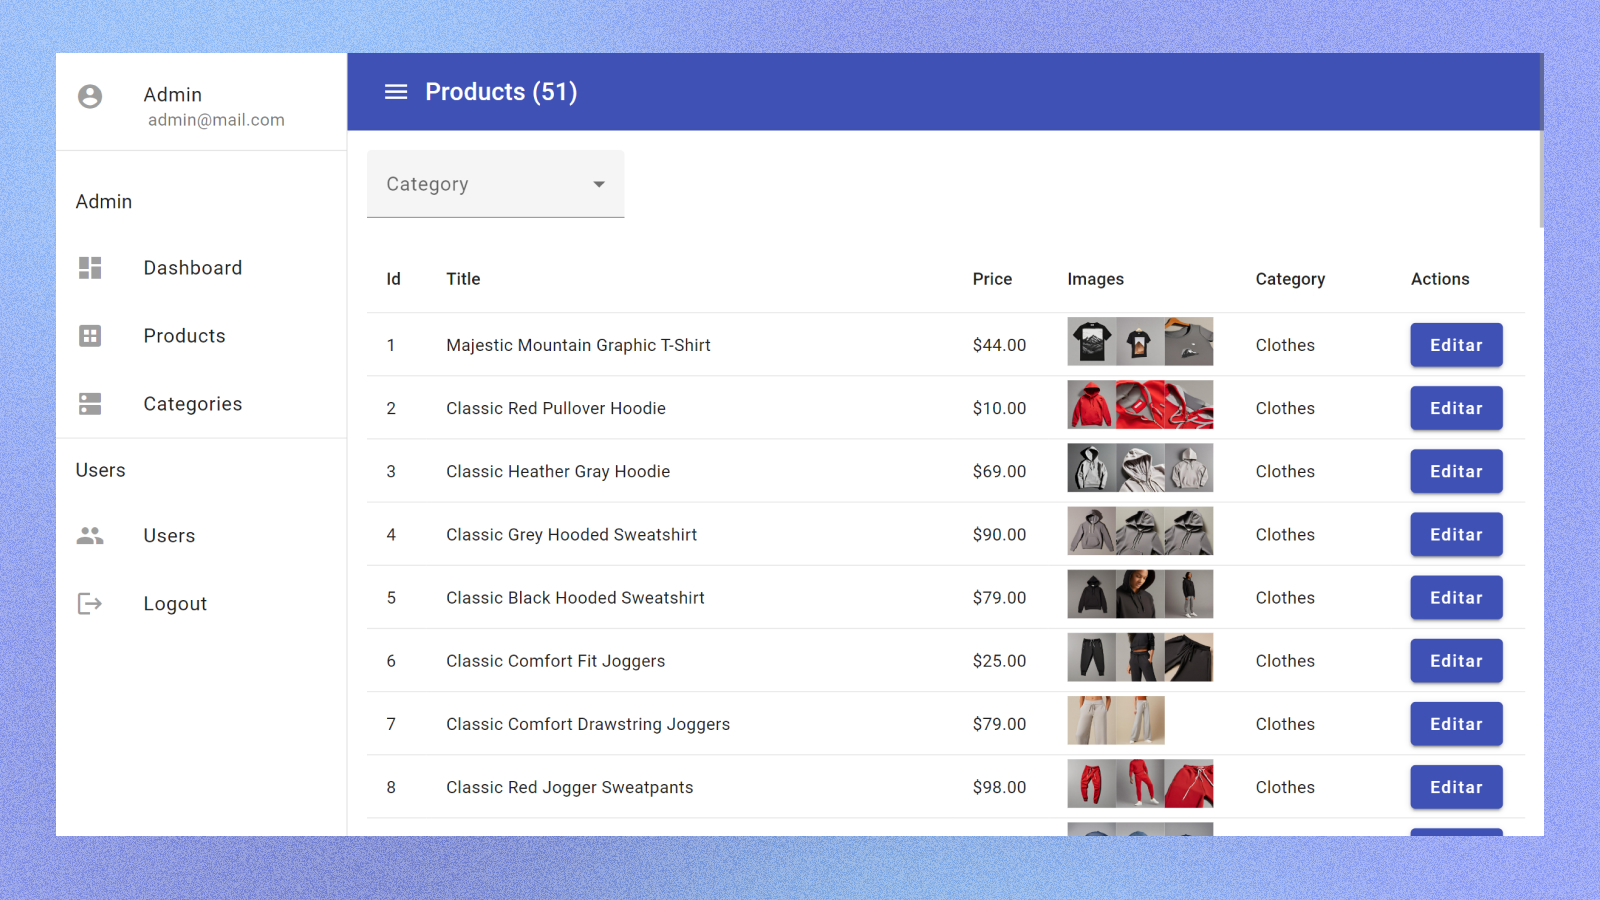 Admin
admin@mail.com
Admin
Dashboard
Products
Categories
Users
Users
Logout
Products (51)
Category
Id Title Price Images Category Actions
1 Majestic Mountain Graphic T-Shirt $44.00 Clothes Editar
2 Classic Red Pullover Hoodie $10.00 Clothes Editar
3 Classic Heather Gray Hoodie $69.00 Clothes Editar
4 Classic Grey Hooded Sweatshirt $90.00 Clothes Editar
5 Classic Black Hooded Sweatshirt $79.00 Clothes Editar
6 Classic Comfort Fit Joggers $25.00 Clothes Editar
7 Classic Comfort Drawstring Joggers $79.00 Clothes Editar
8 Classic Red Jogger Sweatpants $98.00 Clothes Editar